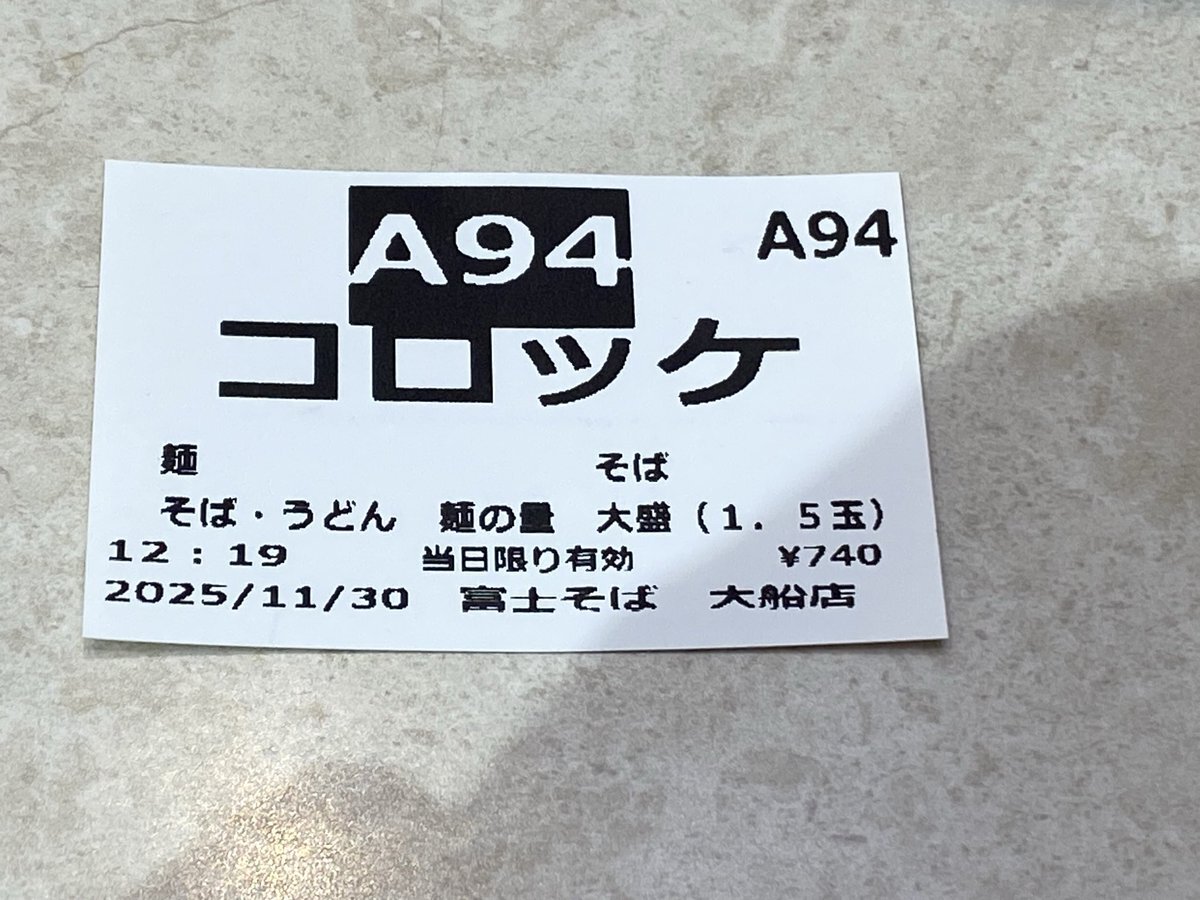 A94 A94
コロッケ
麺 そば
そば・うどん 麺の量 大盛(1.5玉)
12:19 当日限り有効 ¥740
2025/11/30 富士そば 大船店